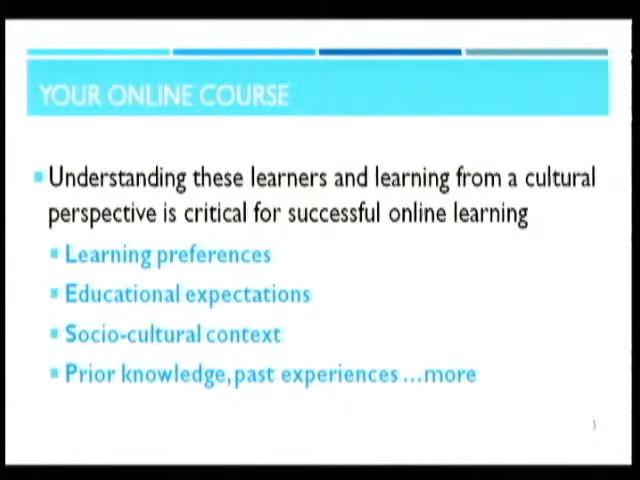 YOUR ONLINE COURSE
Understanding these learners and learning from a cultural
perspective is critical for successful online learning
Learning preferences
Educational expectations
Socio-cultural context
Prior knowledge, past experiences ...more